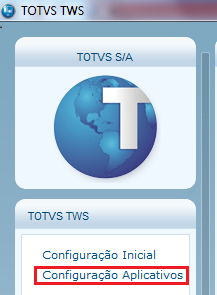 TOTVS TWS
TOTVS S/A
T
TOTVS TWS
Configuração Inicial
Configuração Aplicativos